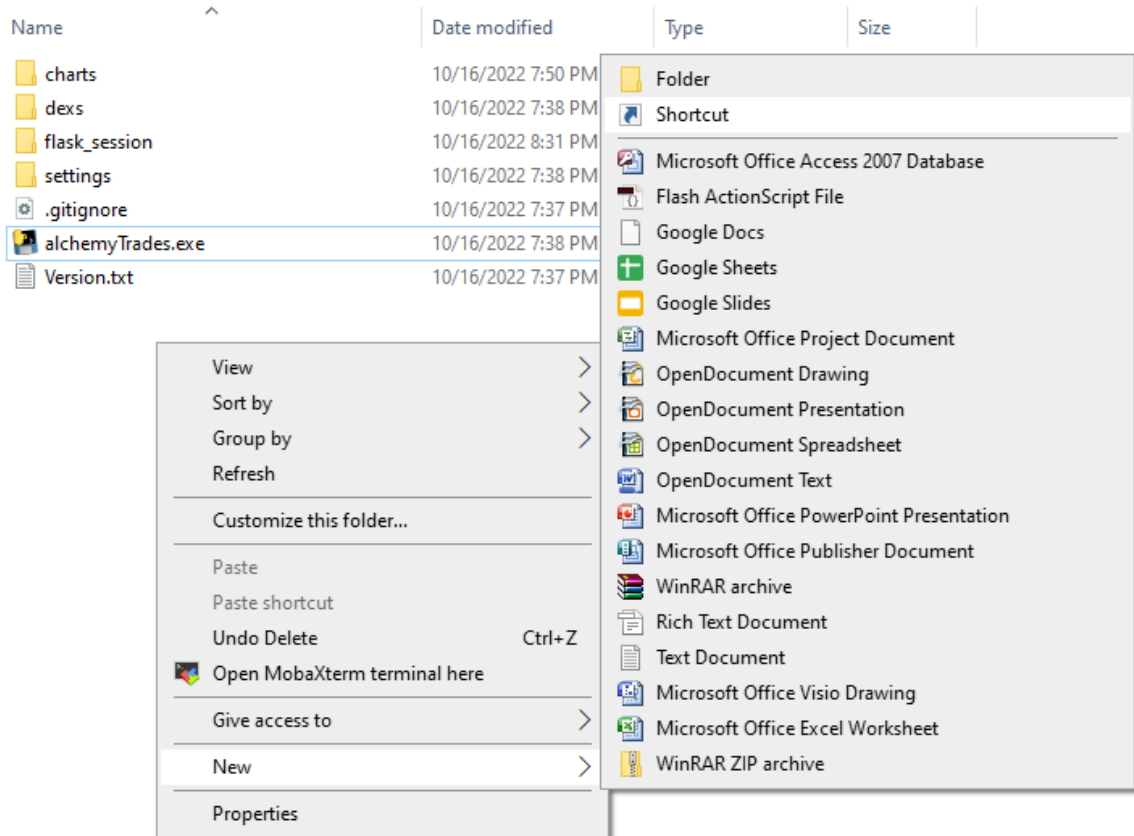 Name Date modified Type Size
charts 10/16/2022 7:50 PM
dexs 10/16/2022 7:38 PM
flask_session 10/16/2022 8:31 PM
settings 10/16/2022 7:38 PM
.gitignore 10/16/2022 7:37 PM
alchemyTrades.exe 10/16/2022 7:38 PM
Version.txt 10/16/2022 7:37 PM
View
Sort by
Group by
Refresh
Customize this folder...
Paste
Paste shortcut
Undo Delete Ctrl+Z
Open MobaXterm terminal here
Give access to
New
Properties
Folder
Shortcut
Microsoft Office Access 2007 Database
Flash ActionScript File
Google Docs
Google Sheets
Google Slides
Microsoft Office Project Document
OpenDocument Drawing
OpenDocument Presentation
OpenDocument Spreadsheet
OpenDocument Text
Microsoft Office PowerPoint Presentation
Microsoft Office Publisher Document
WinRAR archive
Rich Text Document
Text Document
Microsoft Office Visio Drawing
Microsoft Office Excel Worksheet
WinRAR ZIP archive